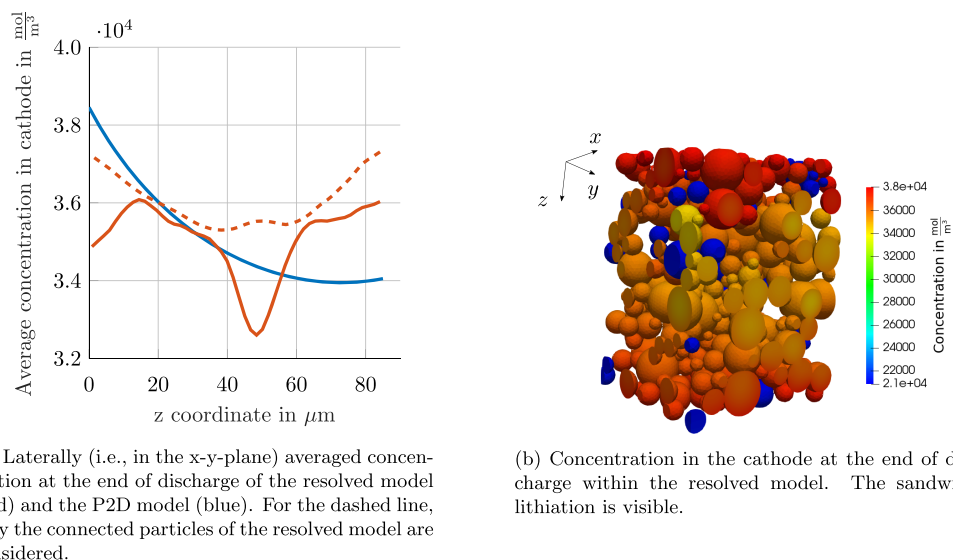 ·10⁴
4.0
3.8
3.6
3.4
3.2
0
20
40
60
80
Average concentration in cathode in mol/m³
z coordinate in μm
Laterally (i.e., in the x-y-plane) averaged concen-
tion at the end of discharge of the resolved model
d) and the P2D model (blue). For the dashed line,
y the connected particles of the resolved model are
nsidered.
x
y
z
3.8e+04
36000
34000
32000
30000
28000
26000
24000
22000
2.1e+04
Concentration in mol/m³
(b) Concentration in the cathode at the end of d
charge within the resolved model. The sandw
lithiation is visible.